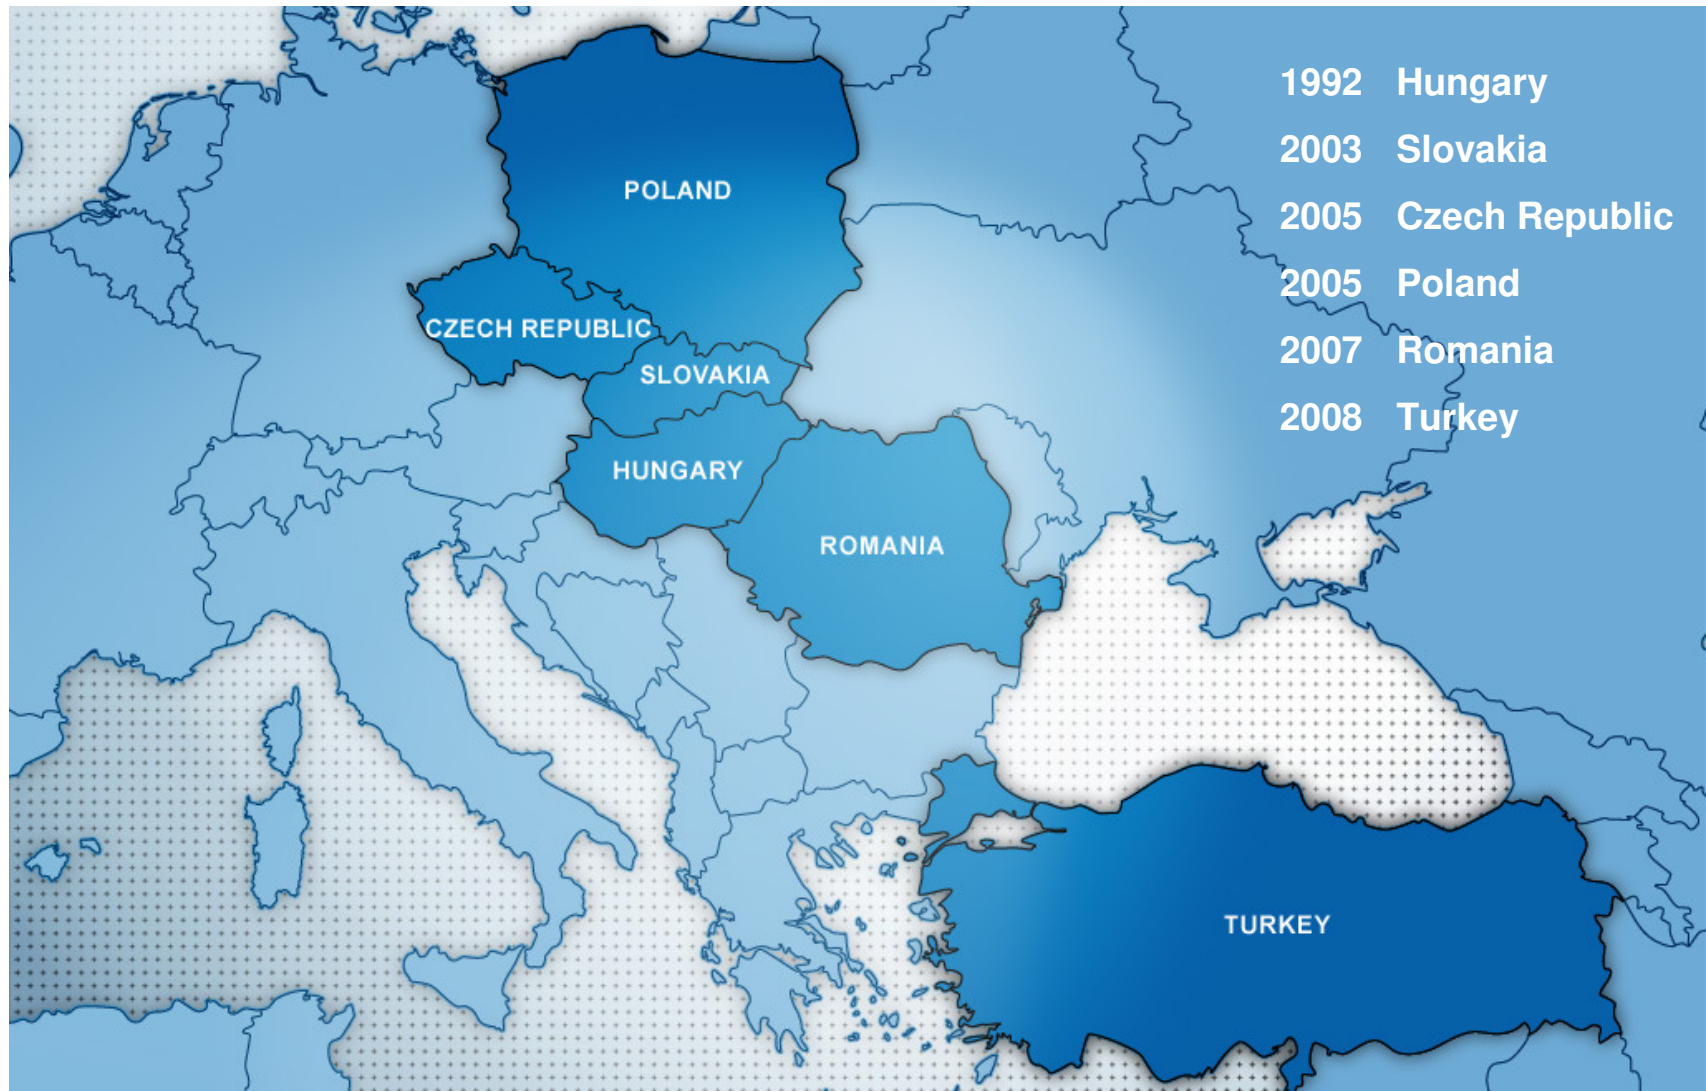 1992 Hungary
2003 Slovakia
2005 Czech Republic
2005 Poland
2007 Romania
2008 Turkey
POLAND
CZECH REPUBLIC
SLOVAKIA
HUNGARY
ROMANIA
TURKEY